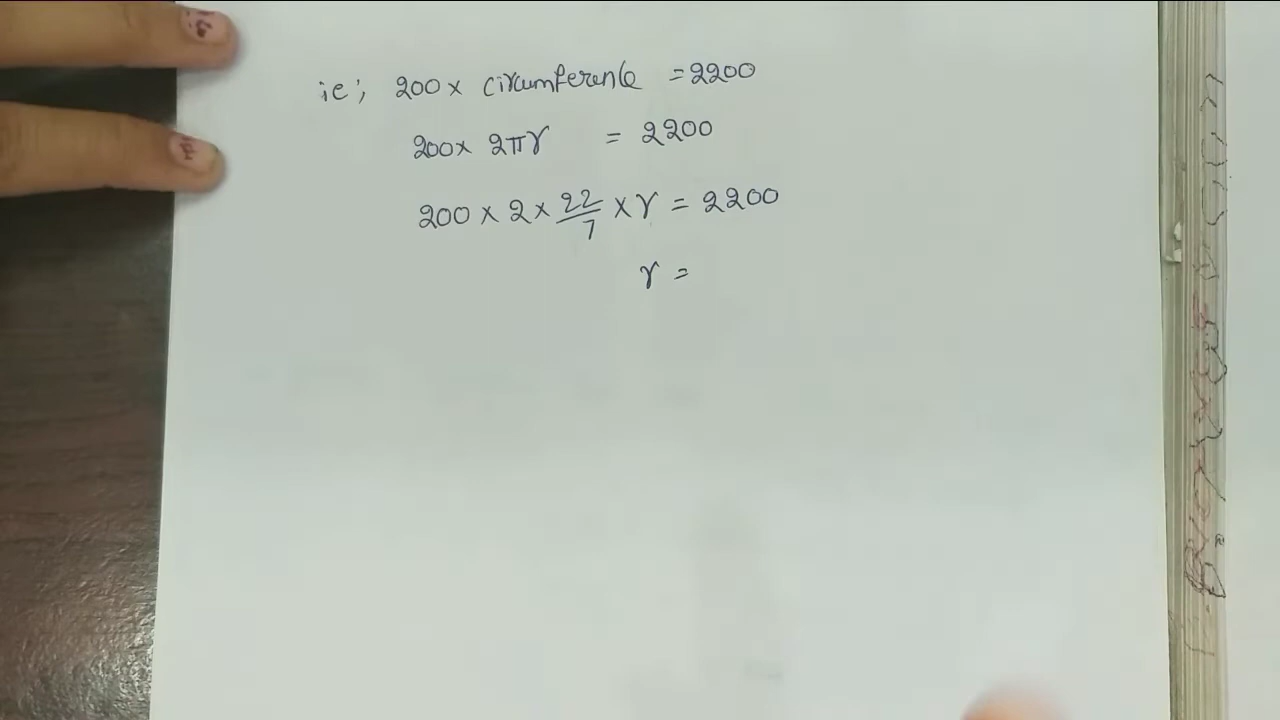 ie; 200 x circumference = 2200
200 x 2πr = 2200
200 x 2 x 22/7 x r = 2200
r =